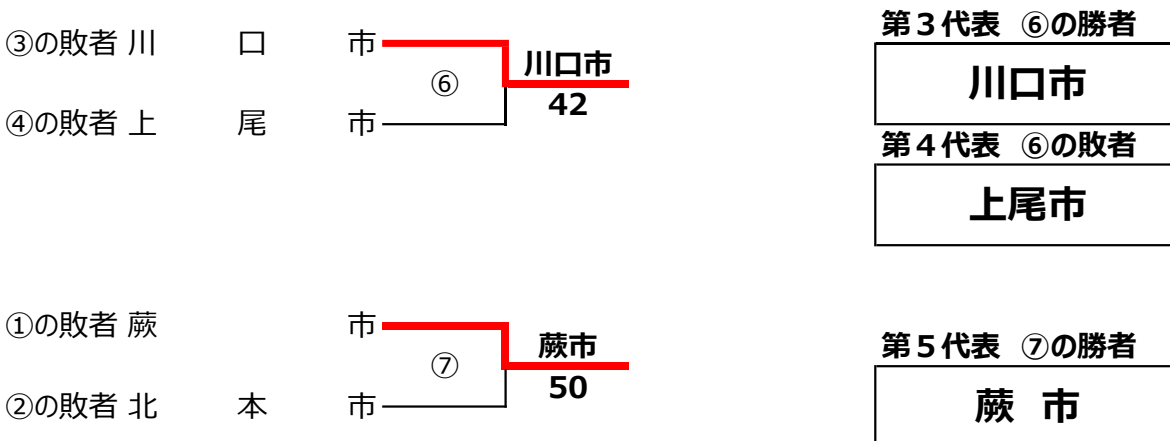 第３代表 ⑥の勝者
③の敗者 川口市
川口市
⑥
42
川口市
④の敗者 上尾市
第４代表 ⑥の敗者
上尾市
①の敗者 蕨市
蕨市
第５代表 ⑦の勝者
⑦
50
②の敗者 北本市
蕨 市